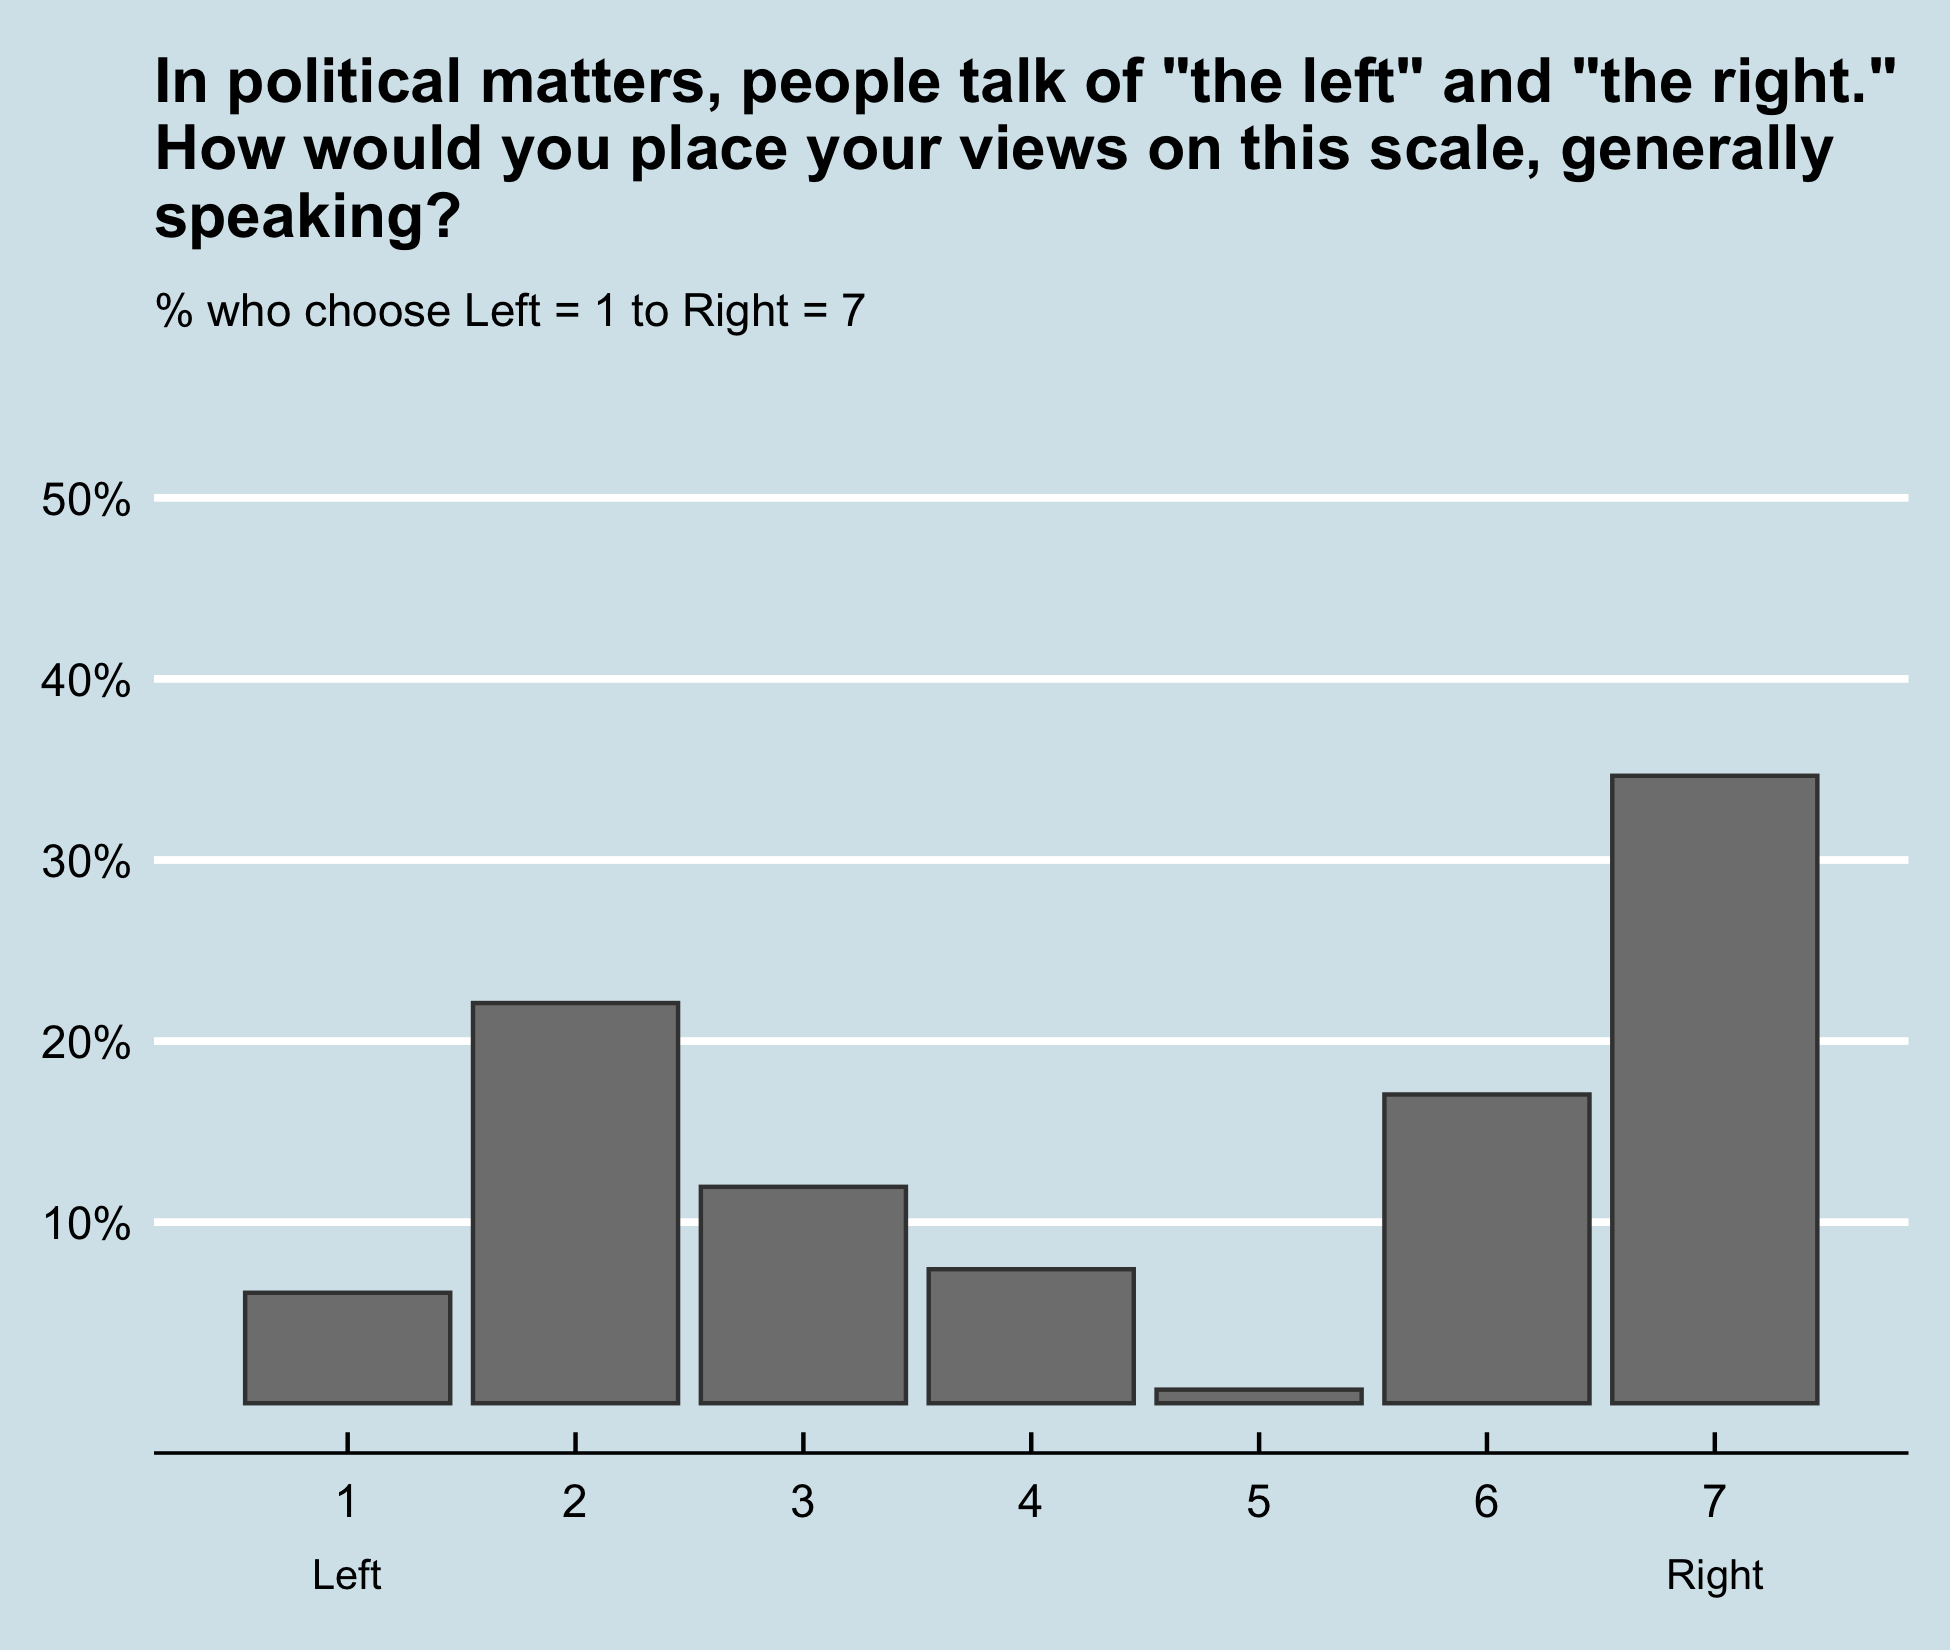 In political matters, people talk of "the left" and "the right."
How would you place your views on this scale, generally
speaking?
% who choose Left = 1 to Right = 7
50%
40%
30%
20%
10%
1 2 3 4 5 6 7
Left Right